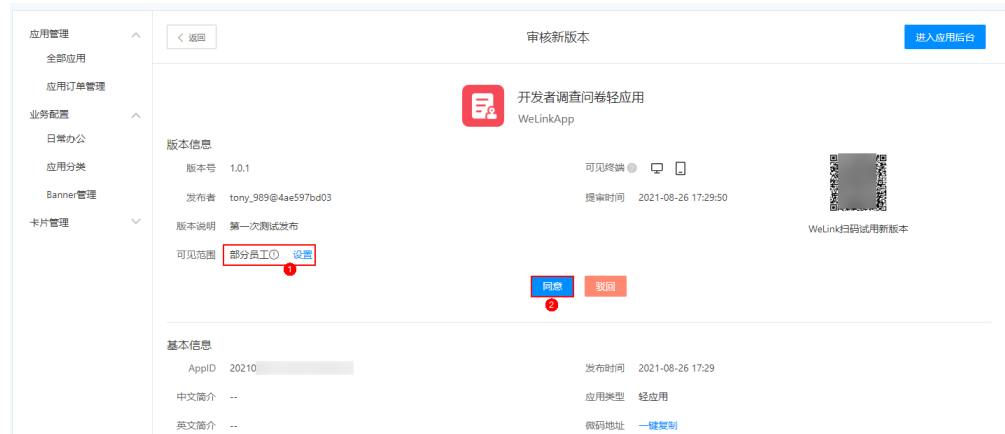 应用管理
全部应用
应用订单管理
业务配置
日常办公
应用分类
Banner管理
卡片管理
返回
审核新版本
进入应用后台
开发者调查问卷轻应用
WeLinkApp
版本信息
版本号 1.0.1
可见终端
发布者 tony_989@4ae597bd03
提审时间 2021-08-26 17:29:50
版本说明 第一次测试发布
WeLink扫码试用新版本
可见范围 部分员工 设置
1
同意 驳回
2
基本信息
AppID 20210
发布时间 2021-08-26 17:29
中文简介 --
应用类型 轻应用
英文简介 --
微码地址 一键复制